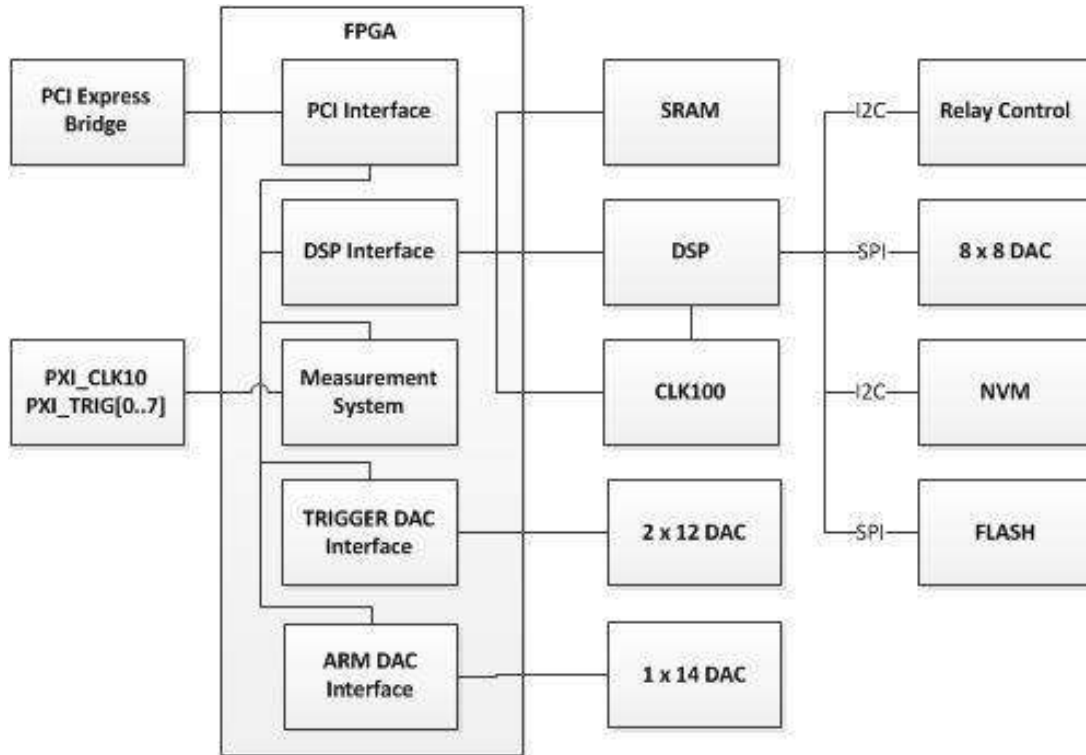 FPGA
PCI Express
Bridge
PCI Interface
SRAM
I2C
Relay Control
DSP Interface
DSP
SPI
8 x 8 DAC
PXI_CLK10
PXI_TRIG[0..7]
Measurement
System
CLK100
I2C
NVM
TRIGGER DAC
Interface
2 x 12 DAC
SPI
FLASH
ARM DAC
Interface
1 x 14 DAC